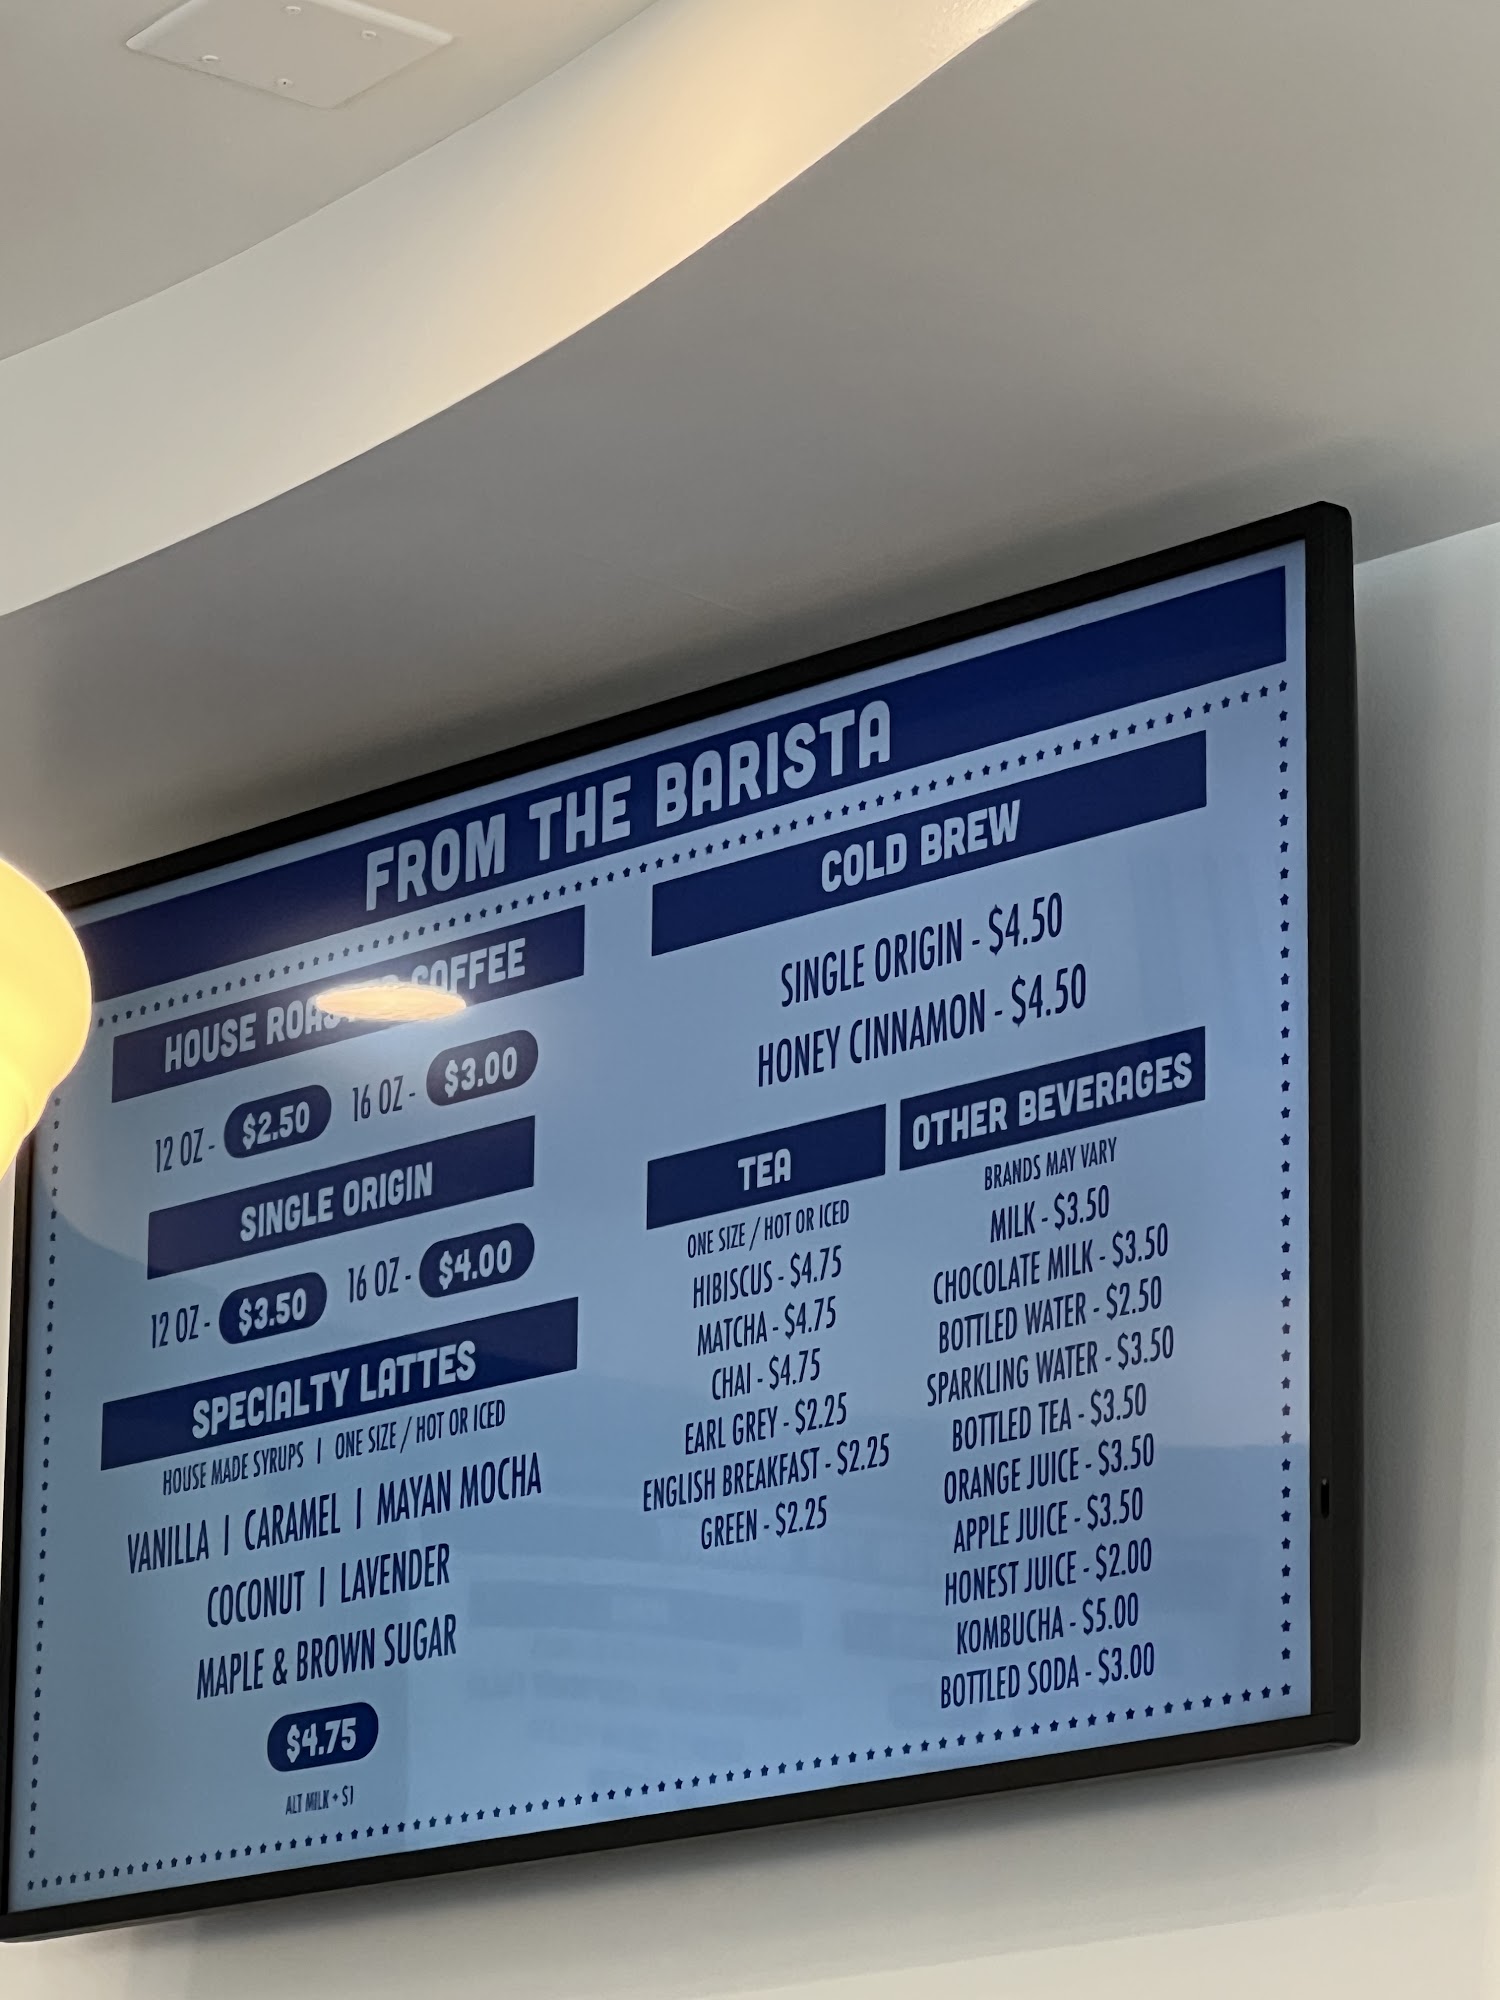 FROM THE BARISTA
HOUSE ROASTED COFFEE
12 OZ - $2.50 16 OZ - $3.00
SINGLE ORIGIN
12 OZ - $3.50 16 OZ - $4.00
SPECIALTY LATTES
HOUSE MADE SYRUPS | ONE SIZE / HOT OR ICED
VANILLA | CARAMEL | MAYAN MOCHA
COCONUT | LAVENDER
MAPLE & BROWN SUGAR
$4.75
ALT MILK + $1
COLD BREW
SINGLE ORIGIN - $4.50
HONEY CINNAMON - $4.50
TEA
ONE SIZE / HOT OR ICED
HIBISCUS - $4.75
MATCHA - $4.75
CHAI - $4.75
EARL GREY - $2.25
ENGLISH BREAKFAST - $2.25
GREEN - $2.25
OTHER BEVERAGES
BRANDS MAY VARY
MILK - $3.50
CHOCOLATE MILK - $3.50
BOTTLED WATER - $2.50
SPARKLING WATER - $3.50
BOTTLED TEA - $3.50
ORANGE JUICE - $3.50
APPLE JUICE - $3.50
HONEST JUICE - $2.00
KOMBUCHA - $5.00
BOTTLED SODA - $3.00